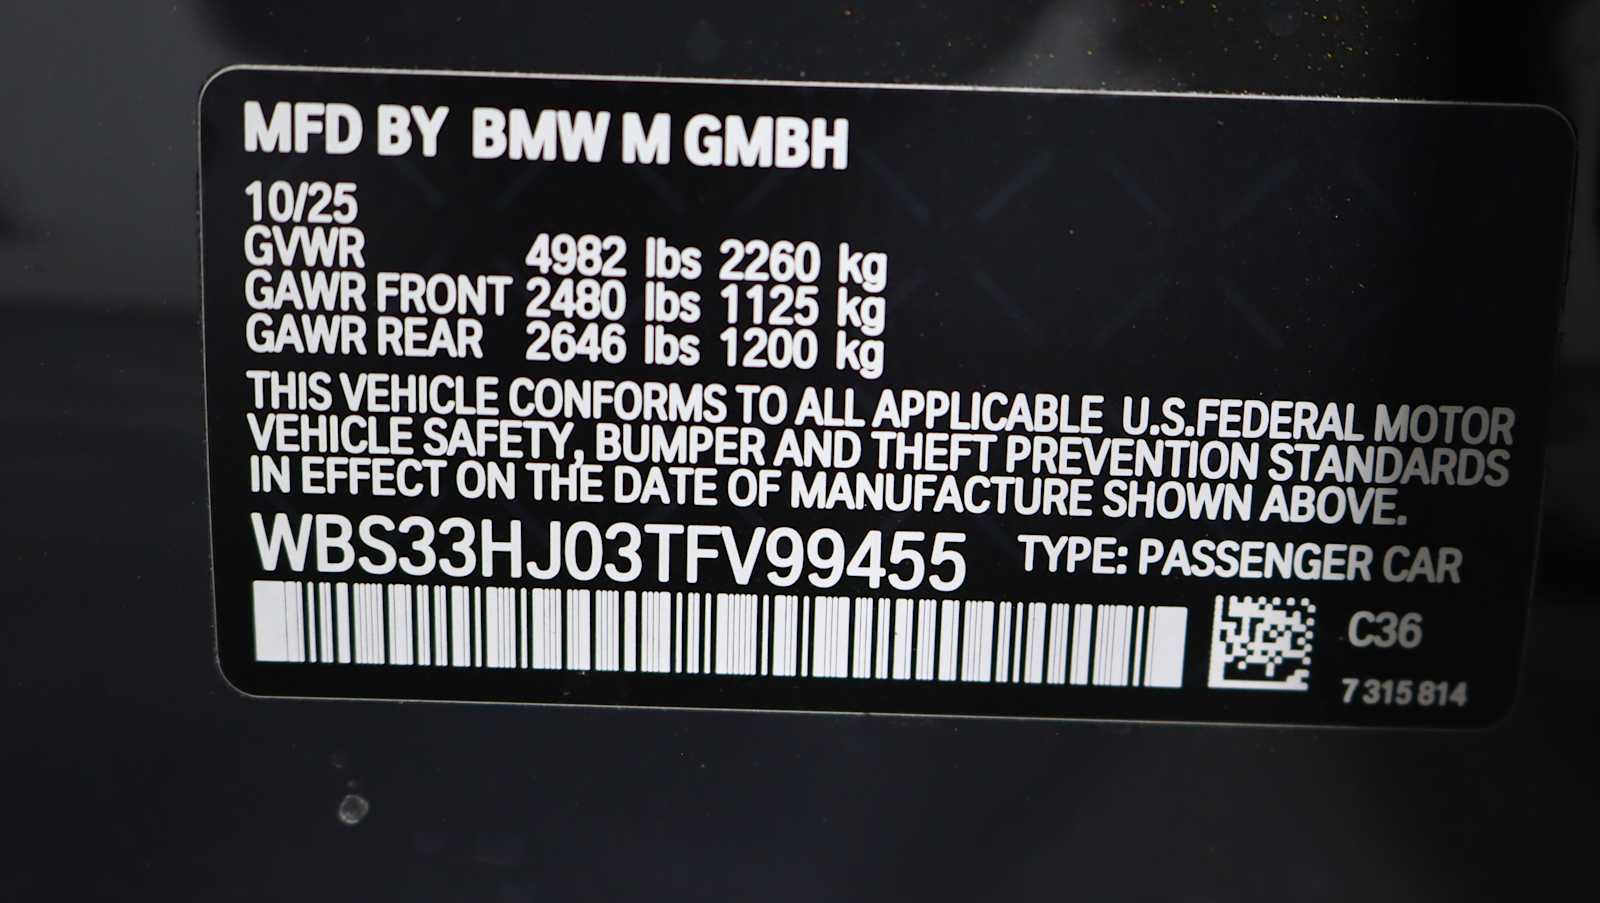 MFD BY BMW M GMBH
10/25
GVWR 4982 lbs 2260 kg
GAWR FRONT 2480 lbs 1125 kg
GAWR REAR 2646 lbs 1200 kg
THIS VEHICLE CONFORMS TO ALL APPLICABLE U.S.FEDERAL MOTOR
VEHICLE SAFETY, BUMPER AND THEFT PREVENTION STANDARDS
IN EFFECT ON THE DATE OF MANUFACTURE SHOWN ABOVE.
WBS33HJ03TFV99455 TYPE: PASSENGER CAR
C36
7 315 814